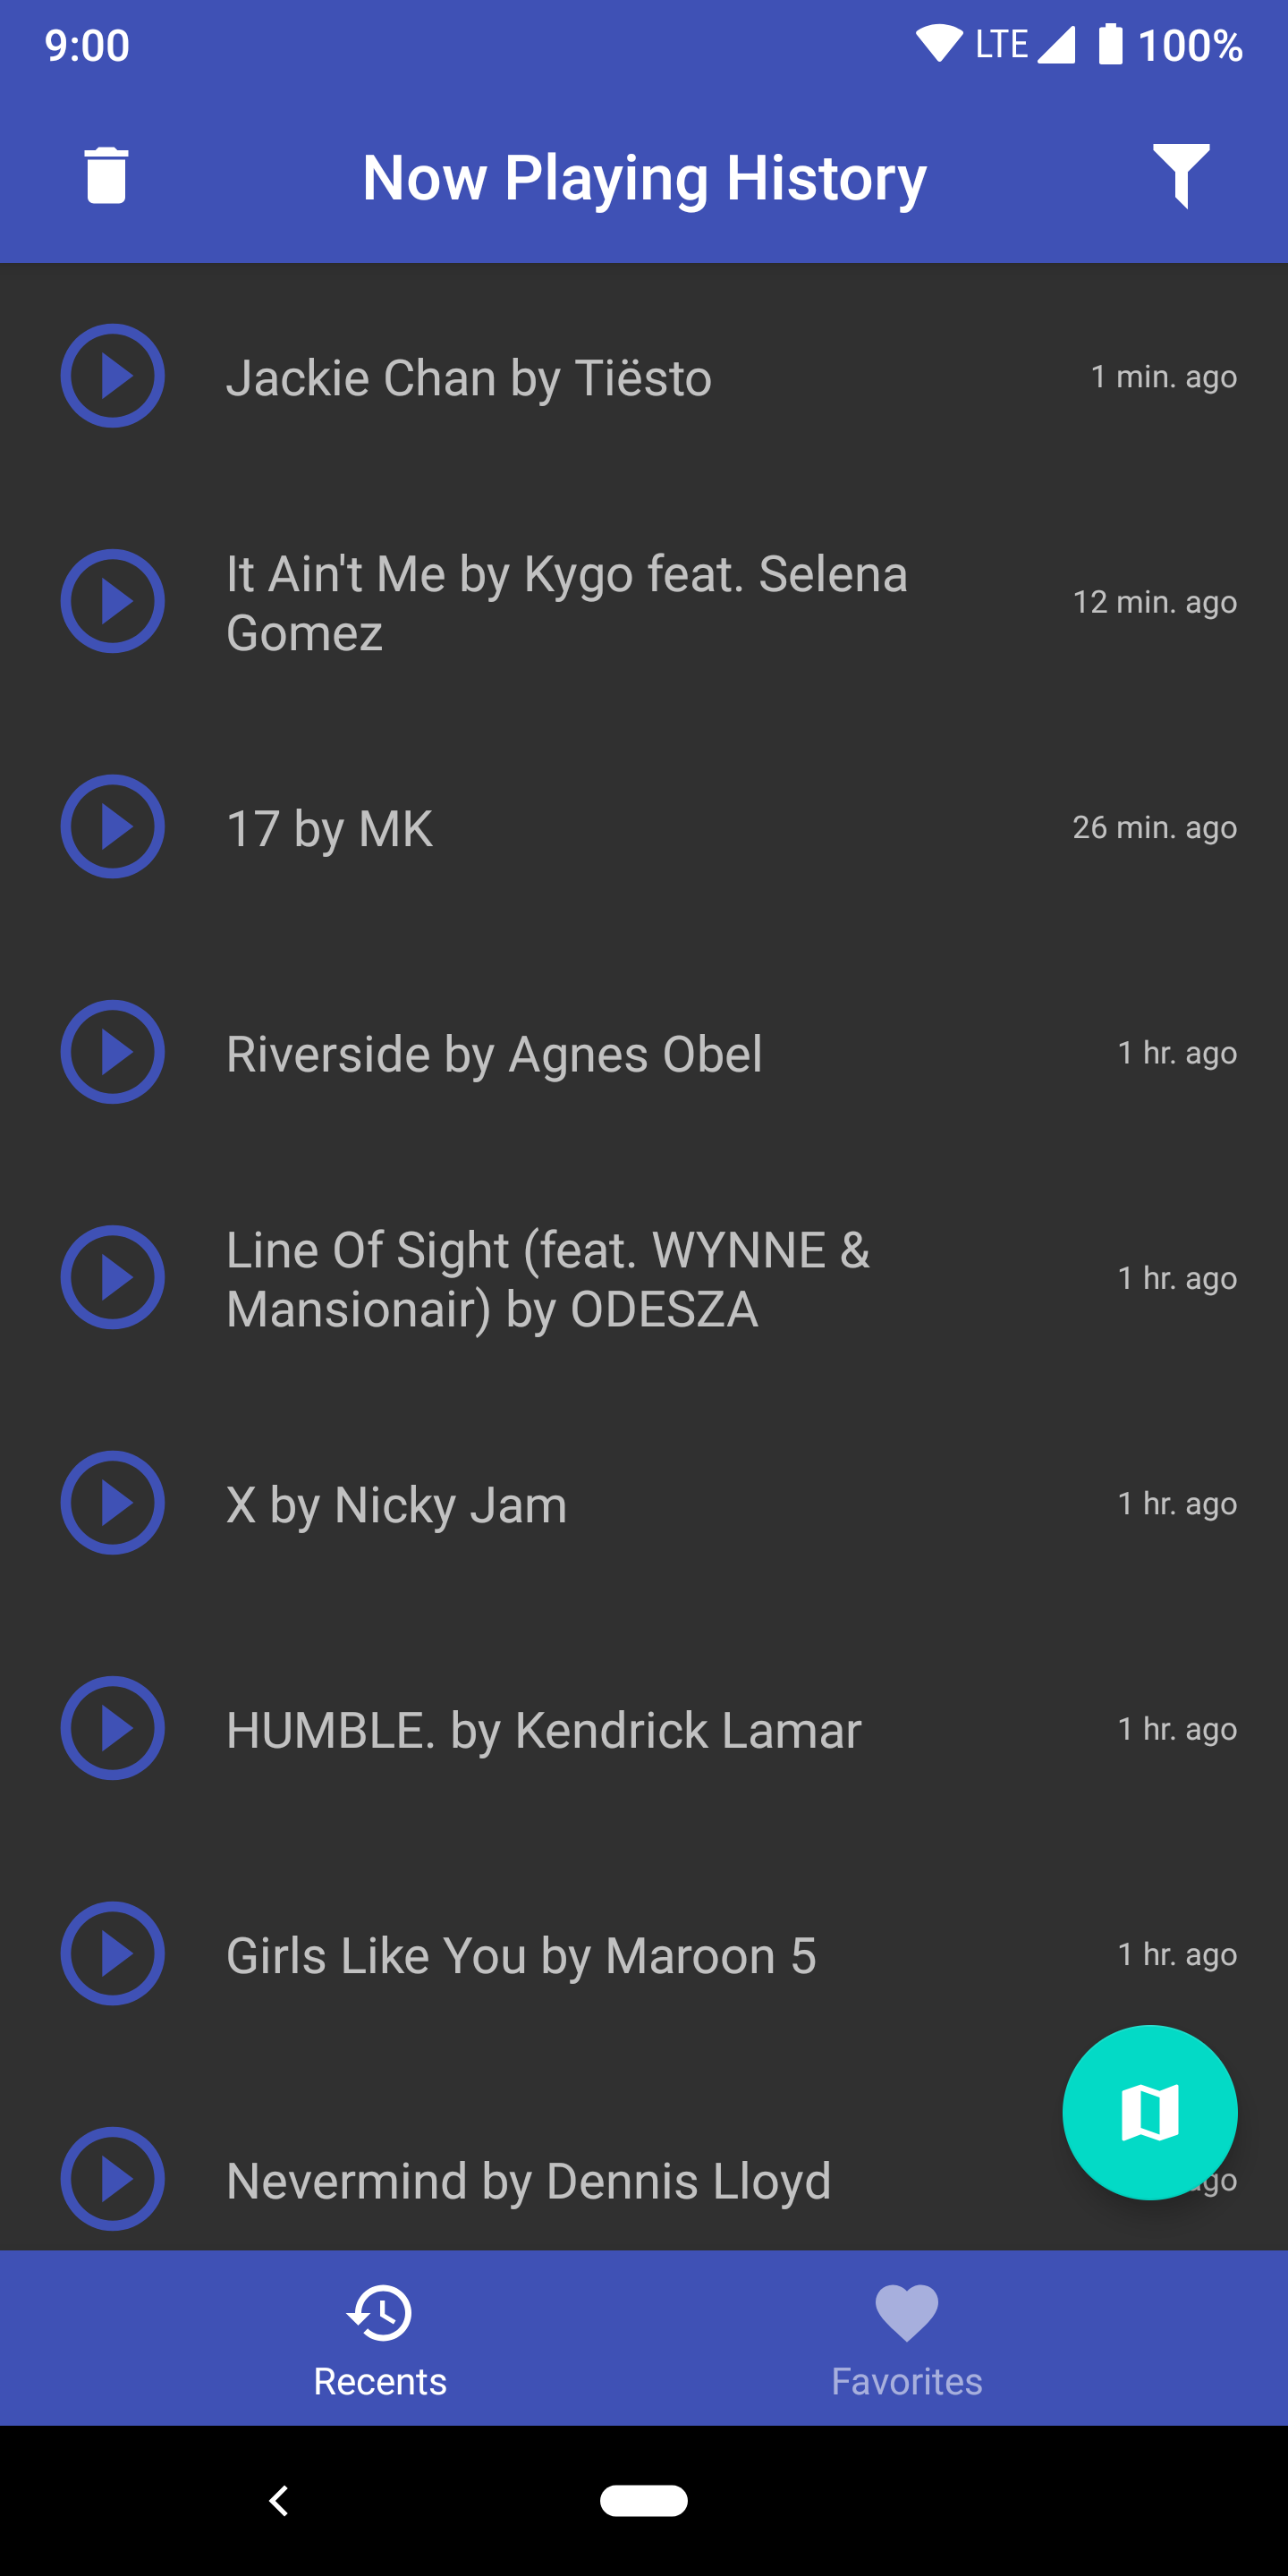 9:00 LTE 100%
Now Playing History
Jackie Chan by Tiësto 1 min. ago
It Ain't Me by Kygo feat. Selena
Gomez
12 min. ago
17 by MK 26 min. ago
Riverside by Agnes Obel 1 hr. ago
Line Of Sight (feat. WYNNE &
Mansionair) by ODESZA
1 hr. ago
X by Nicky Jam 1 hr. ago
HUMBLE. by Kendrick Lamar 1 hr. ago
Girls Like You by Maroon 5 1 hr. ago
Nevermind by Dennis Lloyd
Recents Favorites